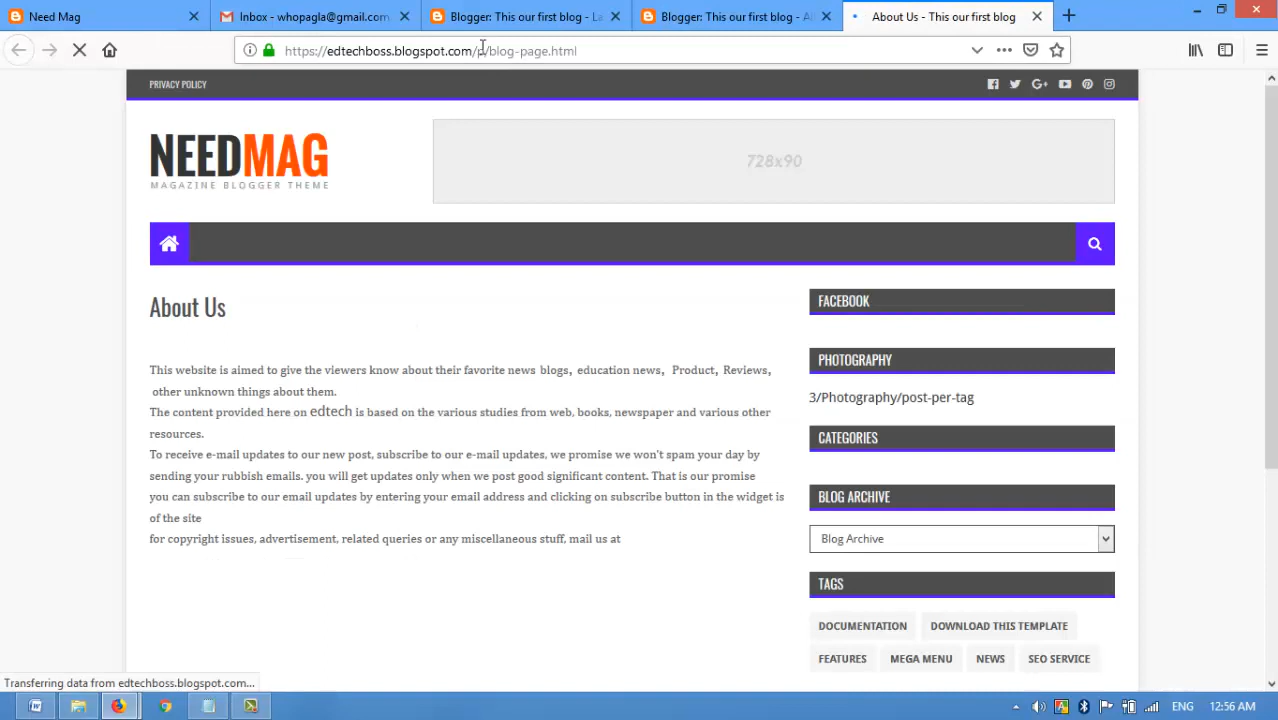 Need Mag
Inbox - whopagla@gmail.com
Blogger: This our first blog - La
Blogger: This our first blog - Al
About Us - This our first blog
https://edtechboss.blogspot.com/p/blog-page.html
PRIVACY POLICY
NEEDMAG
MAGAZINE BLOGGER THEME
728x90
About Us
This website is aimed to give the viewers know about their favorite news blogs, education news, Product, Reviews,
other unknown things about them.
The content provided here on edtech is based on the various studies from web, books, newspaper and various other
resources.
To receive e-mail updates to our new post, subscribe to our e-mail updates, we promise we won't spam your day by
sending your rubbish emails. you will get updates only when we post good significant content. That is our promise
you can subscribe to our email updates by entering your email address and clicking on subscribe button in the widget is
of the site
for copyright issues, advertisement, related queries or any miscellaneous stuff, mail us at
FACEBOOK
PHOTOGRAPHY
3/Photography/post-per-tag
CATEGORIES
BLOG ARCHIVE
Blog Archive
TAGS
DOCUMENTATION
DOWNLOAD THIS TEMPLATE
FEATURES
MEGA MENU
NEWS
SEO SERVICE
Transferring data from edtechboss.blogspot.com...
ENG
12:56 AM